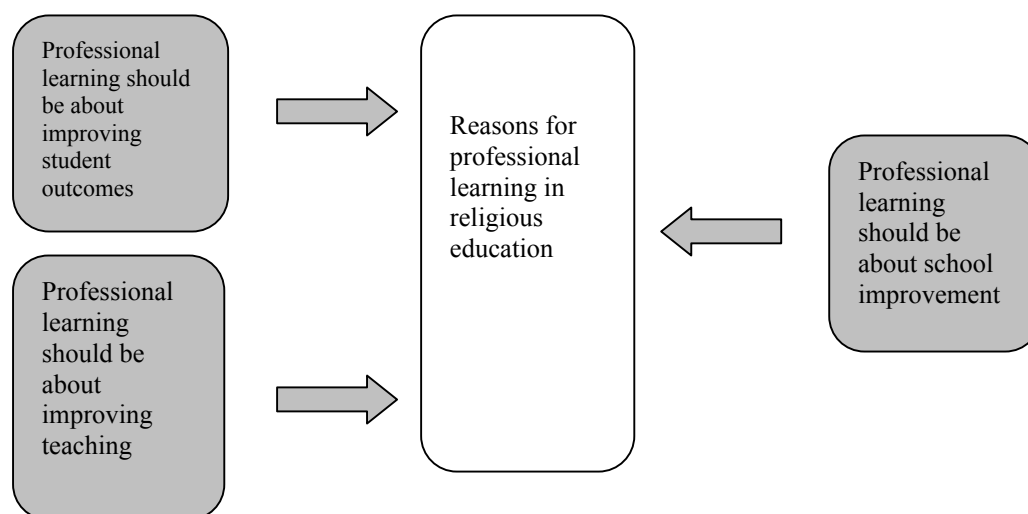 Professional
learning should
be about
improving
student
outcomes
Professional
learning
should be
about
improving
teaching
Reasons for
professional
learning in
religious
education
Professional
learning
should be
about school
improvement